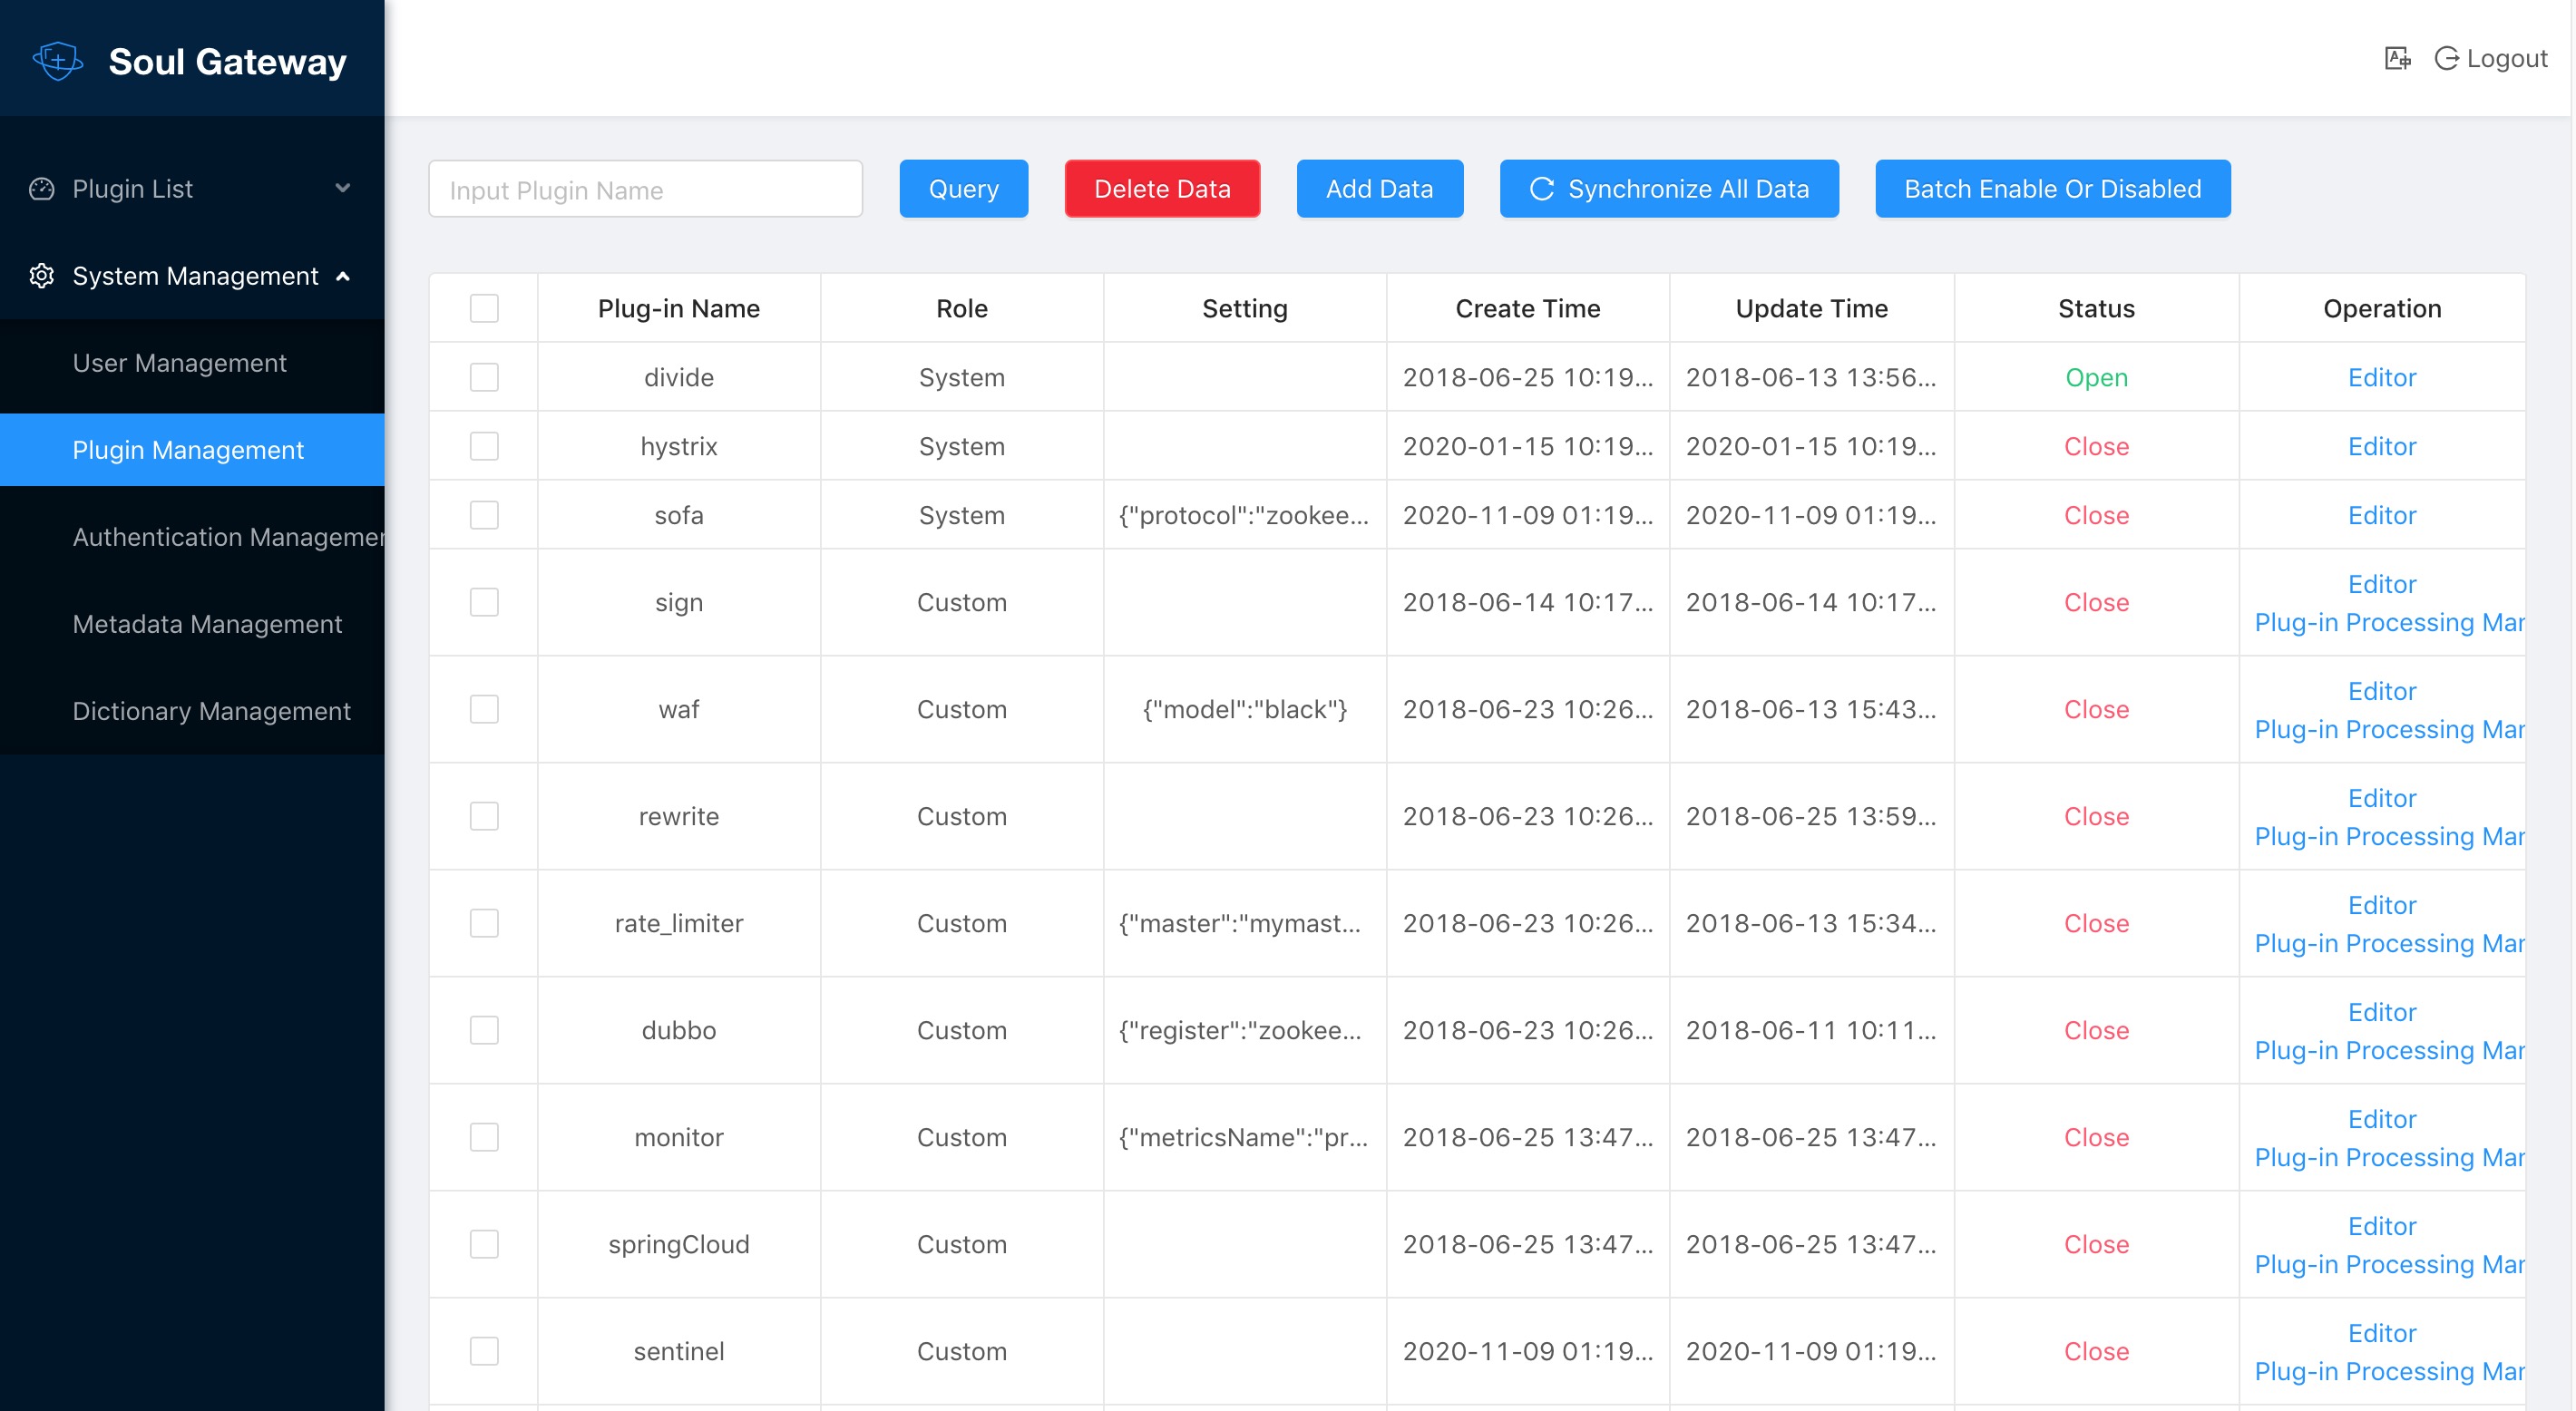 Soul Gateway
Logout
Plugin List
System Management
User Management
Plugin Management
Authentication Managemen
Metadata Management
Dictionary Management
Input Plugin Name
Query
Delete Data
Add Data
Synchronize All Data
Batch Enable Or Disabled
Plug-in Name Role Setting Create Time Update Time Status Operation
divide System 2018-06-25 10:19... 2018-06-13 13:56... Open Editor
hystrix System 2020-01-15 10:19... 2020-01-15 10:19... Close Editor
sofa System {"protocol":"zookee... 2020-11-09 01:19... 2020-11-09 01:19... Close Editor
sign Custom 2018-06-14 10:17... 2018-06-14 10:17... Close Editor
Plug-in Processing Man
waf Custom {"model":"black"} 2018-06-23 10:26... 2018-06-13 15:43... Close Editor
Plug-in Processing Man
rewrite Custom 2018-06-23 10:26... 2018-06-25 13:59... Close Editor
Plug-in Processing Man
rate_limiter Custom {"master":"mymast... 2018-06-23 10:26... 2018-06-13 15:34... Close Editor
Plug-in Processing Man
dubbo Custom {"register":"zookee... 2018-06-23 10:26... 2018-06-11 10:11... Close Editor
Plug-in Processing Man
monitor Custom {"metricsName":"pr... 2018-06-25 13:47... 2018-06-25 13:47... Close Editor
Plug-in Processing Man
springCloud Custom 2018-06-25 13:47... 2018-06-25 13:47... Close Editor
Plug-in Processing Man
sentinel Custom 2020-11-09 01:19... 2020-11-09 01:19... Close Editor
Plug-in Processing Man